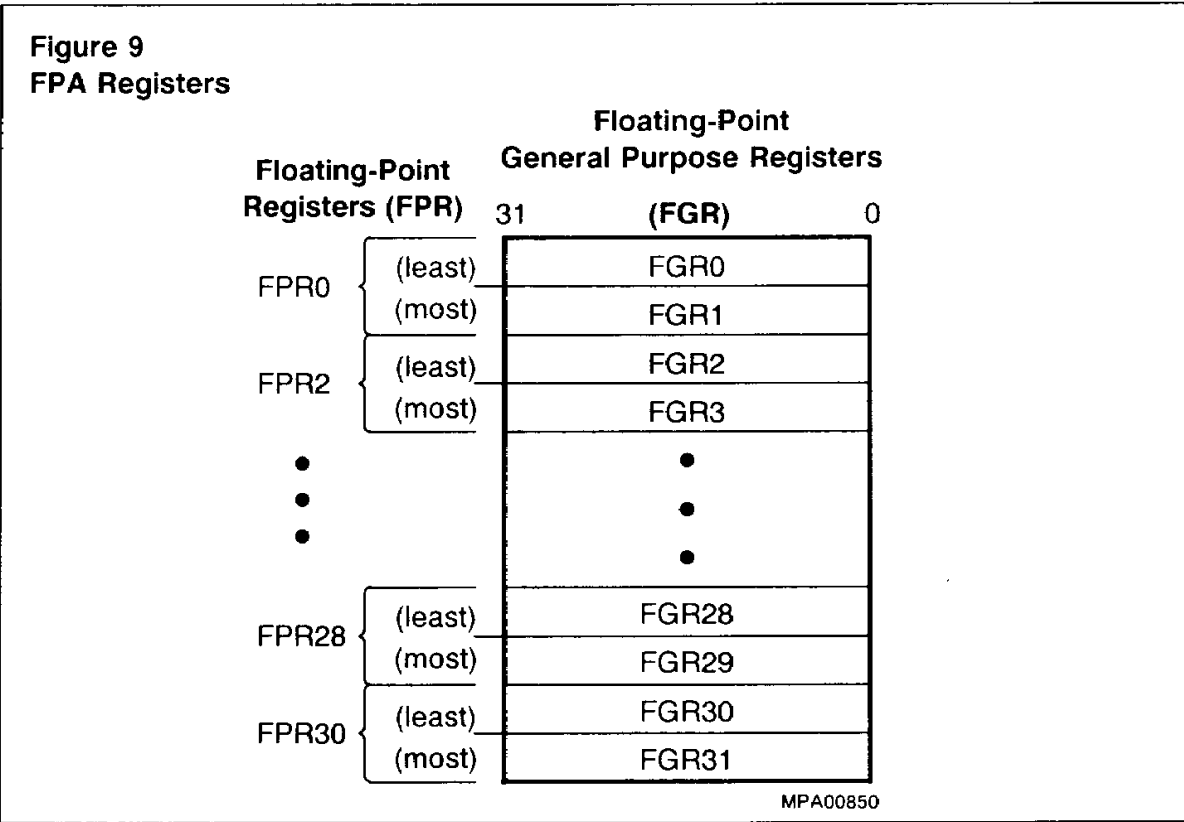 Figure 9
FPA Registers
Floating-Point
General Purpose Registers
Floating-Point
Registers (FPR)
31 (FGR) 0
FPR0
(least) FGR0
(most) FGR1
FPR2
(least) FGR2
(most) FGR3
FPR28
(least) FGR28
(most) FGR29
FPR30
(least) FGR30
(most) FGR31
MPA00850